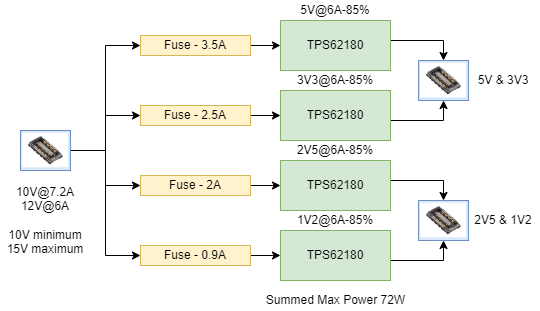 5V@6A-85%
Fuse - 3.5A
TPS62180
3V3@6A-85%
5V & 3V3
Fuse - 2.5A
TPS62180
2V5@6A-85%
10V@7.2A
12V@6A
10V minimum
15V maximum
Fuse - 2A
TPS62180
1V2@6A-85%
2V5 & 1V2
Fuse - 0.9A
TPS62180
Summed Max Power 72W